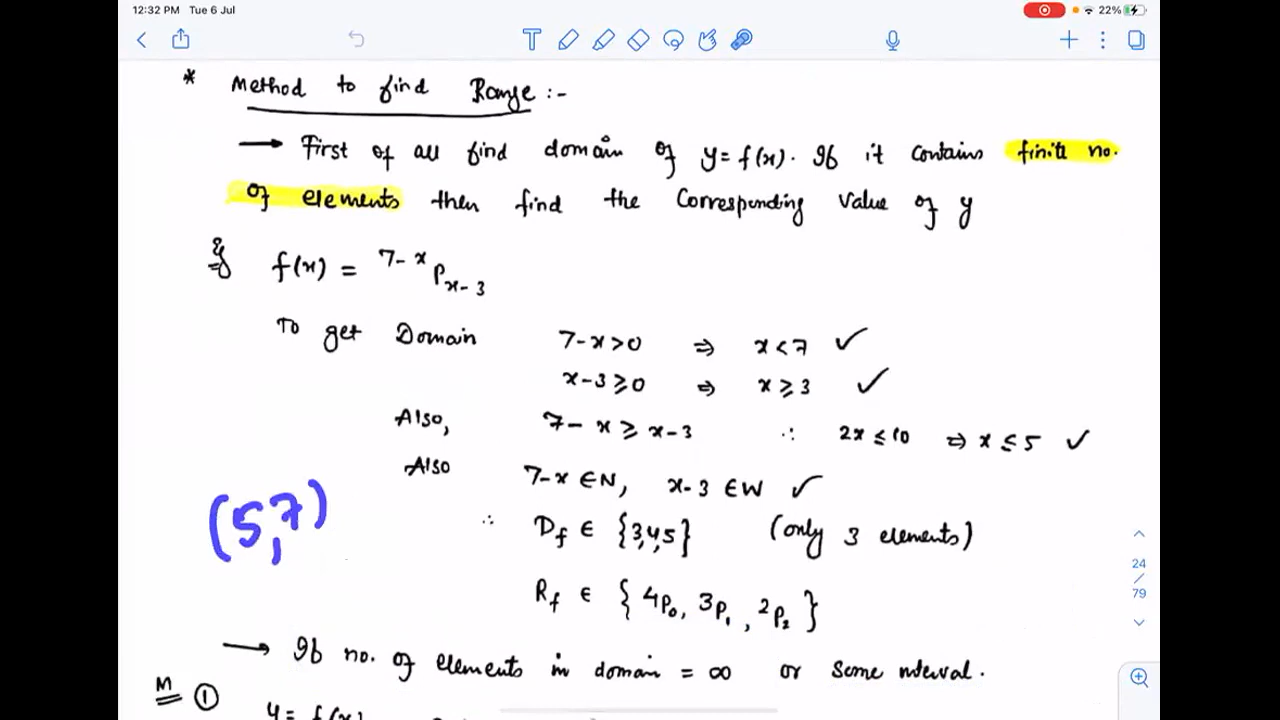 12:32 PM Tue 6 Jul 22%
* Method to find Range :-
→ First of all find domain of y = f(x). If it contains finite no.
of elements then find the corresponding value of y
Eg f(x) = ⁷⁻ˣPₓ₋₃
To get Domain 7-x>0 ⇒ x<7 ✓
x-3≥0 ⇒ x≥3 ✓
Also, 7-x ≥ x-3 ∴ 2x ≤ 10 ⇒ x ≤ 5 ✓
Also 7-x ∈ N, x-3 ∈ W ✓
(5,7)
∴ Df ∈ {3,4,5} (only 3 elements)
Rf ∈ {⁴P₀, ³P₁, ²P₂}
24
/
79
→ If no. of elements in domain = ∞ or some interval.
M ①
y = f(x)